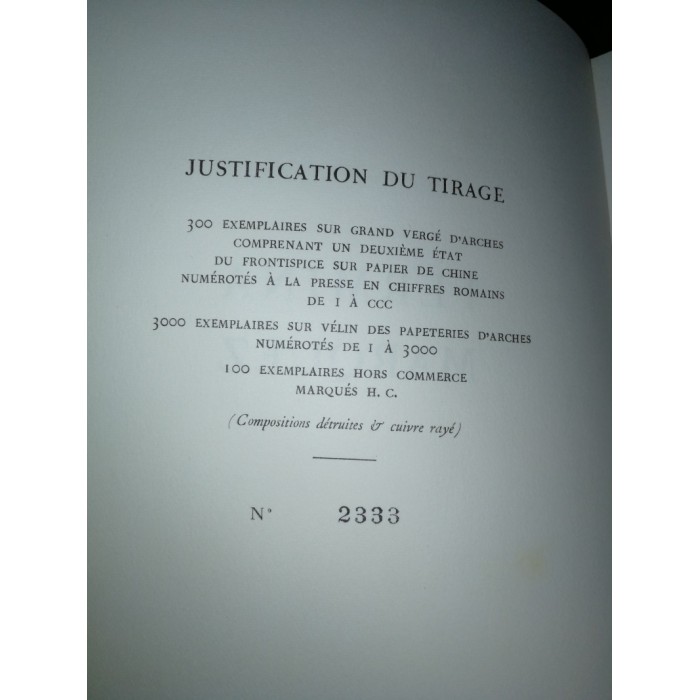 JUSTIFICATION DU TIRAGE
300 EXEMPLAIRES SUR GRAND VERGÉ D'ARCHES
COMPRENANT UN DEUXIÈME ÉTAT
DU FRONTISPICE SUR PAPIER DE CHINE
NUMÉROTÉS À LA PRESSE EN CHIFFRES ROMAINS
DE I À CCC
3000 EXEMPLAIRES SUR VÉLIN DES PAPETERIES D'ARCHES
NUMÉROTÉS DE I À 3000
100 EXEMPLAIRES HORS COMMERCE
MARQUÉS H. C.
(Compositions détruites & cuivre rayé)
N° 2333